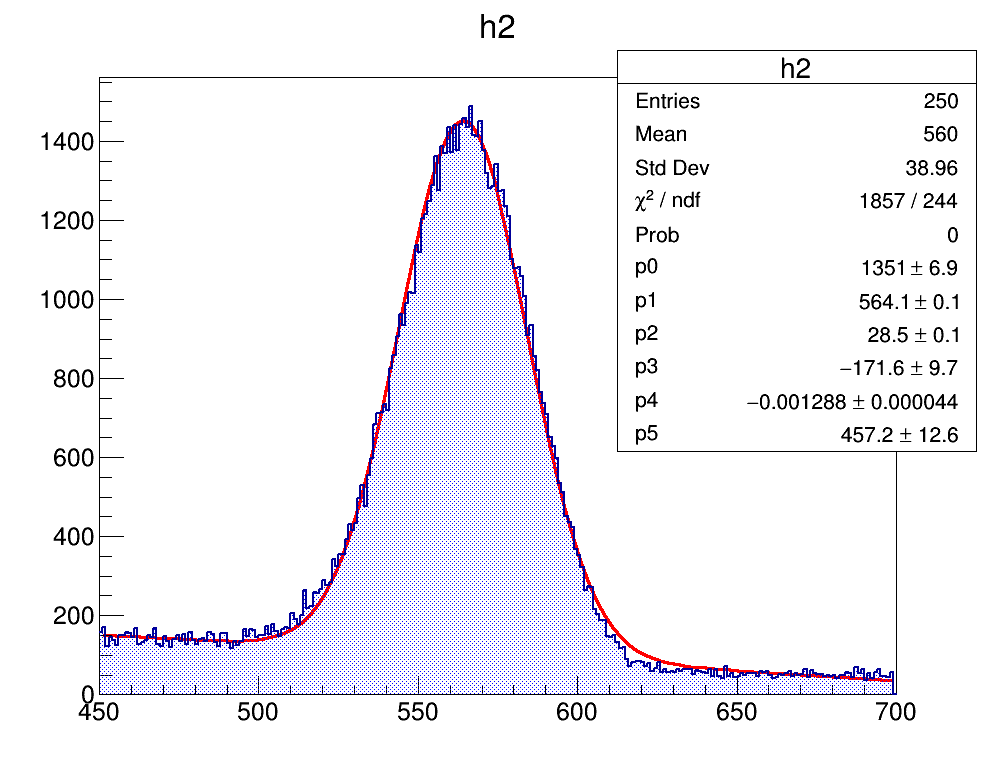 h2
h2
Entries 250
Mean 560
Std Dev 38.96
χ² / ndf 1857 / 244
Prob 0
p0 1351 ± 6.9
p1 564.1 ± 0.1
p2 28.5 ± 0.1
p3 −171.6 ± 9.7
p4 −0.001288 ± 0.000044
p5 457.2 ± 12.6
1400
1200
1000
800
600
400
200
0
450 500 550 600 650 700